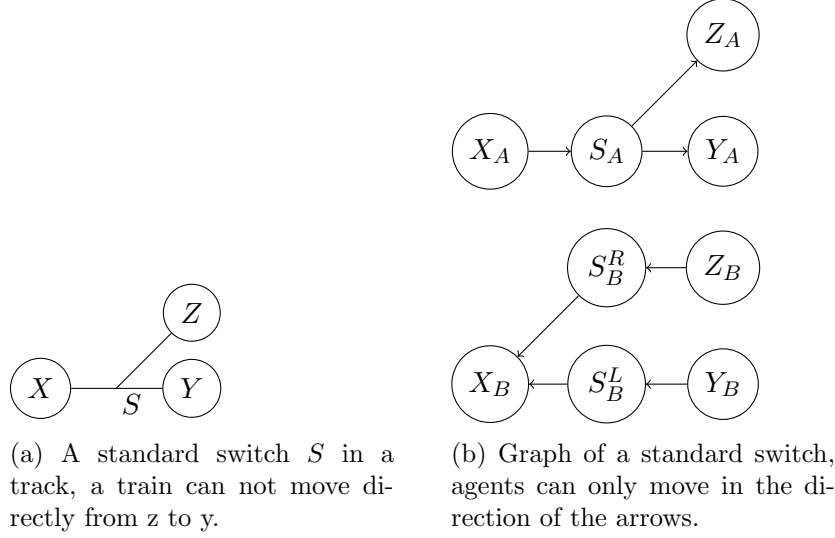 X
Z
Y
S
(a) A standard switch S in a
track, a train can not move di-
rectly from z to y.
Z_A
X_A S_A Y_A
S_B^R Z_B
X_B S_B^L Y_B
(b) Graph of a standard switch,
agents can only move in the di-
rection of the arrows.